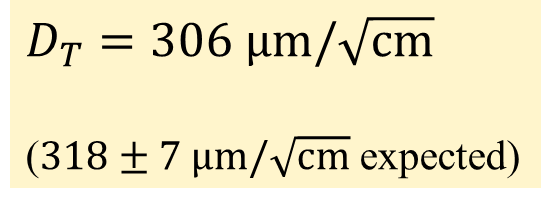 D_T = 306 μm/√cm
(318 ± 7 μm/√cm expected)